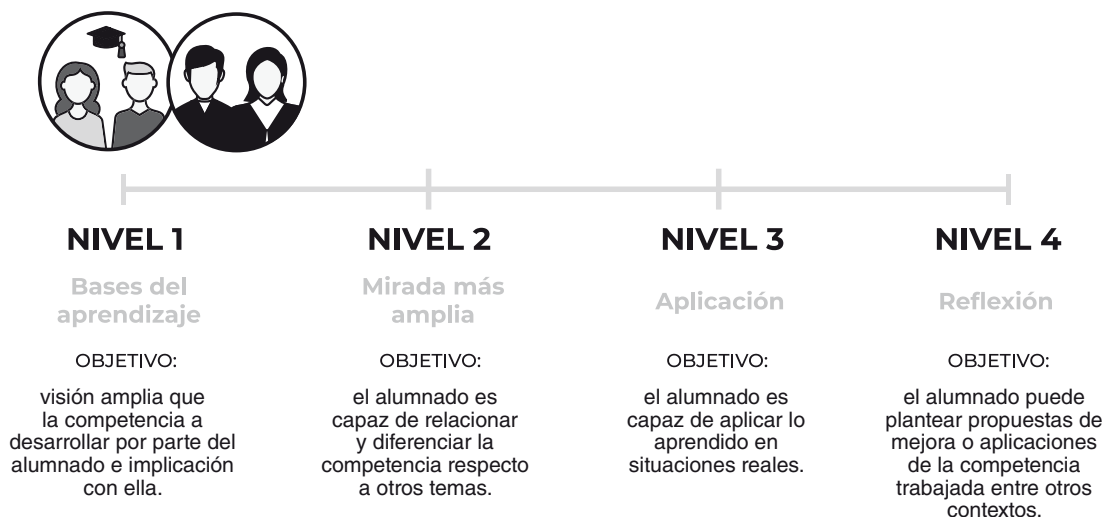 NIVEL 1
Bases del
aprendizaje
OBJETIVO:
visión amplia que
la competencia a
desarrollar por parte del
alumnado e implicación
con ella.
NIVEL 2
Mirada más
amplia
OBJETIVO:
el alumnado es
capaz de relacionar
y diferenciar la
competencia respecto
a otros temas.
NIVEL 3
Aplicación
OBJETIVO:
el alumnado es
capaz de aplicar lo
aprendido en
situaciones reales.
NIVEL 4
Reflexión
OBJETIVO:
el alumnado puede
plantear propuestas de
mejora o aplicaciones
de la competencia
trabajada entre otros
contextos.